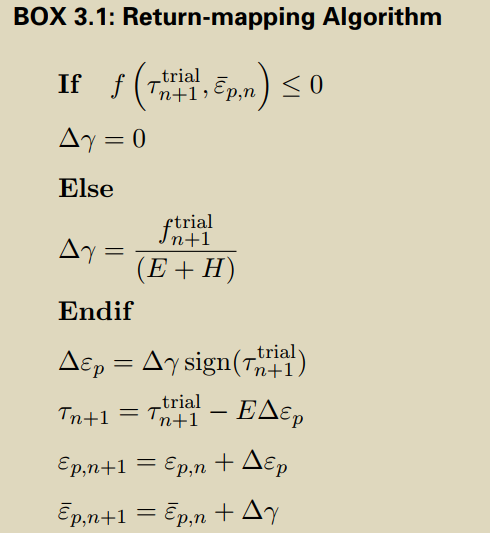 BOX 3.1: Return-mapping Algorithm
If f(τ_{n+1}^{trial}, ε̄_{p,n}) ≤ 0
Δγ = 0
Else
Δγ = f_{n+1}^{trial} / (E + H)
Endif
Δε_p = Δγ sign(τ_{n+1}^{trial})
τ_{n+1} = τ_{n+1}^{trial} − EΔε_p
ε_{p,n+1} = ε_{p,n} + Δε_p
ε̄_{p,n+1} = ε̄_{p,n} + Δγ